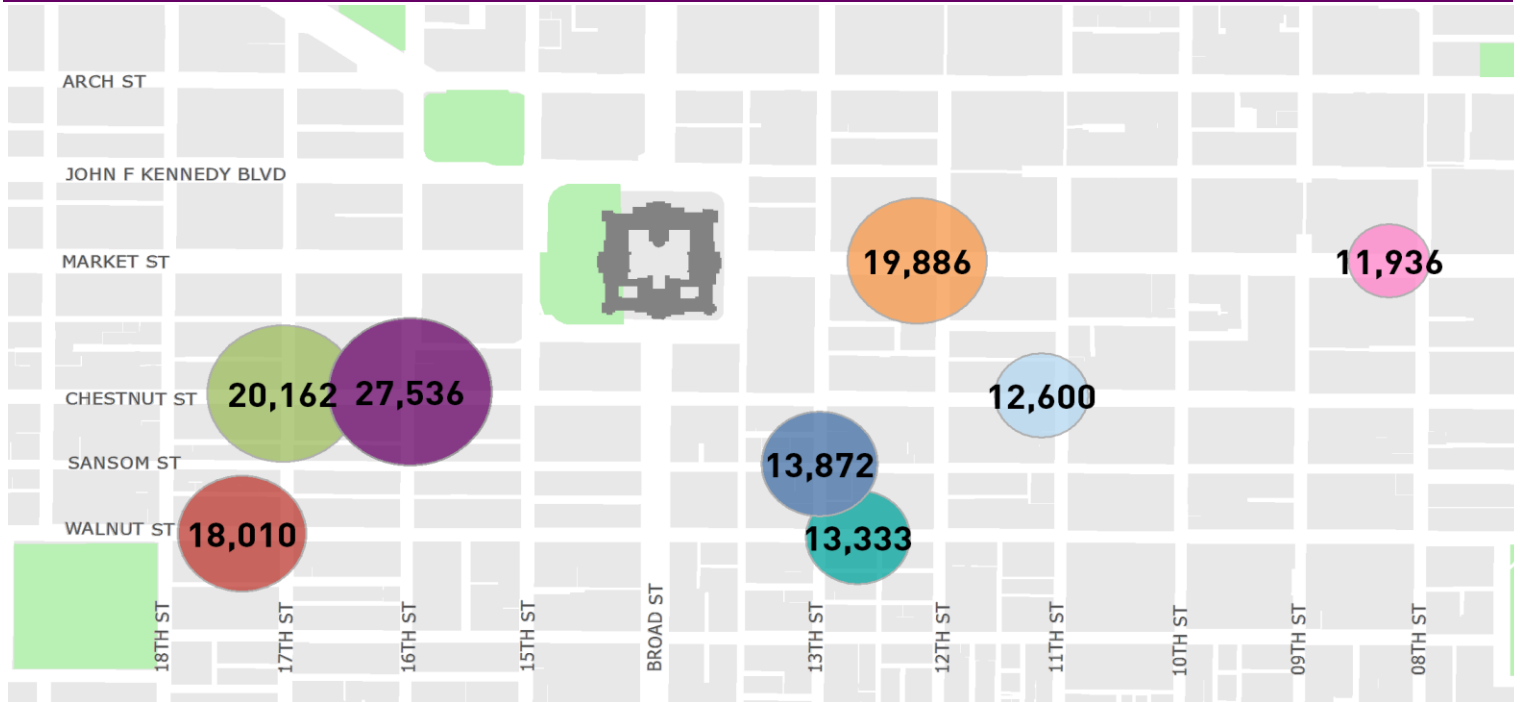 ARCH ST
JOHN F KENNEDY BLVD
MARKET ST
19,886
11,936
CHESTNUT ST
20,162
27,536
12,600
SANSOM ST
13,872
WALNUT ST
18,010
13,333
18TH ST
17TH ST
16TH ST
15TH ST
BROAD ST
13TH ST
12TH ST
11TH ST
10TH ST
09TH ST
08TH ST